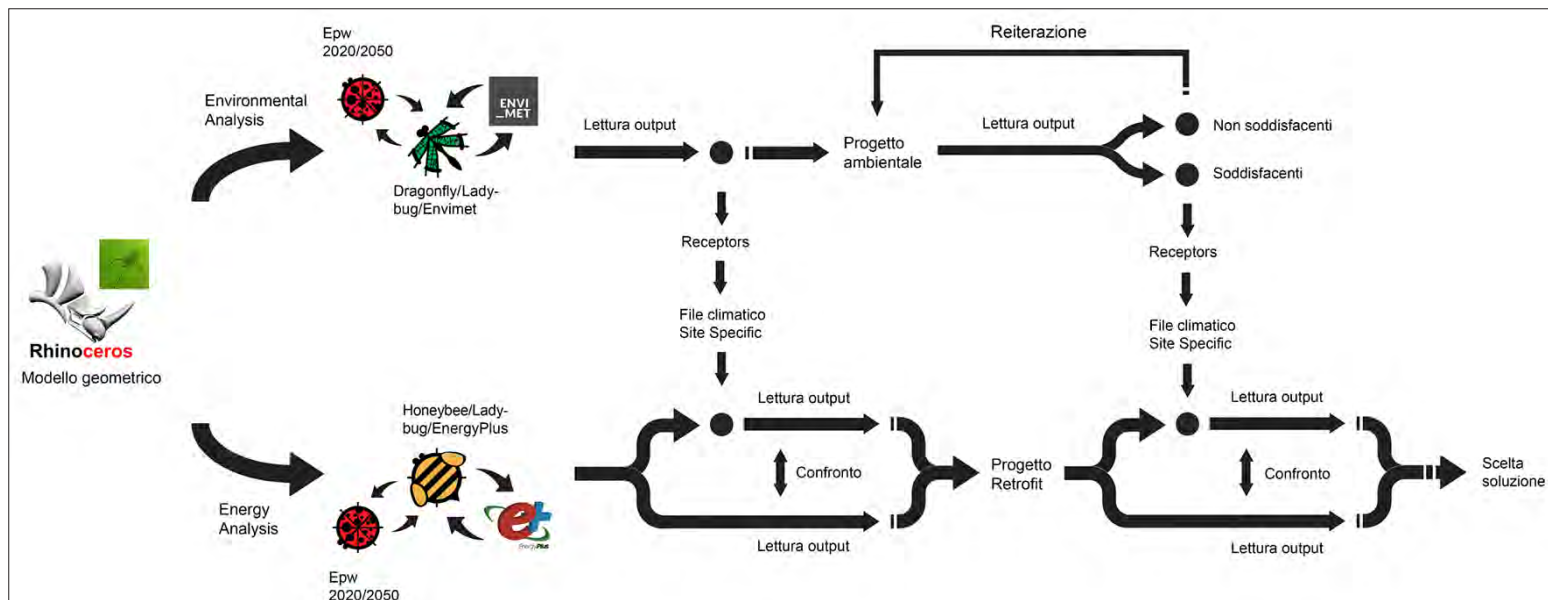 Reiterazione
Epw
2020/2050
Environmental
Analysis
ENVI
_MET
Lettura output
Progetto
ambientale
Lettura output
Non soddisfacenti
Soddisfacenti
Dragonfly/Lady-
bug/Envimet
Receptors
Receptors
File climatico
Site Specific
File climatico
Site Specific
Rhinoceros
Modello geometrico
Honeybee/Lady-
bug/EnergyPlus
Lettura output
Lettura output
Energy
Analysis
Confronto
Progetto
Retrofit
Confronto
Scelta
soluzione
e+
EnergyPlus
Lettura output
Lettura output
Epw
2020/2050